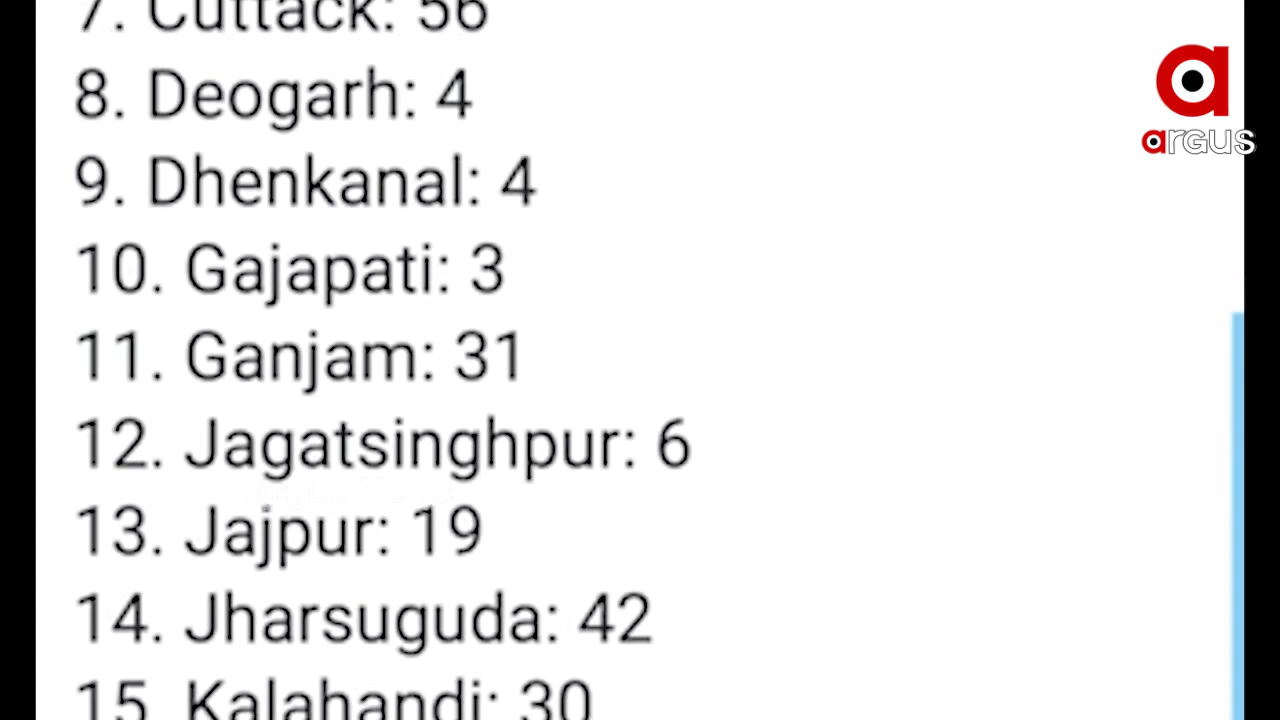 7. Cuttack: 56
8. Deogarh: 4
9. Dhenkanal: 4
10. Gajapati: 3
11. Ganjam: 31
12. Jagatsinghpur: 6
13. Jajpur: 19
14. Jharsuguda: 42
15. Kalahandi: 30
a
argus